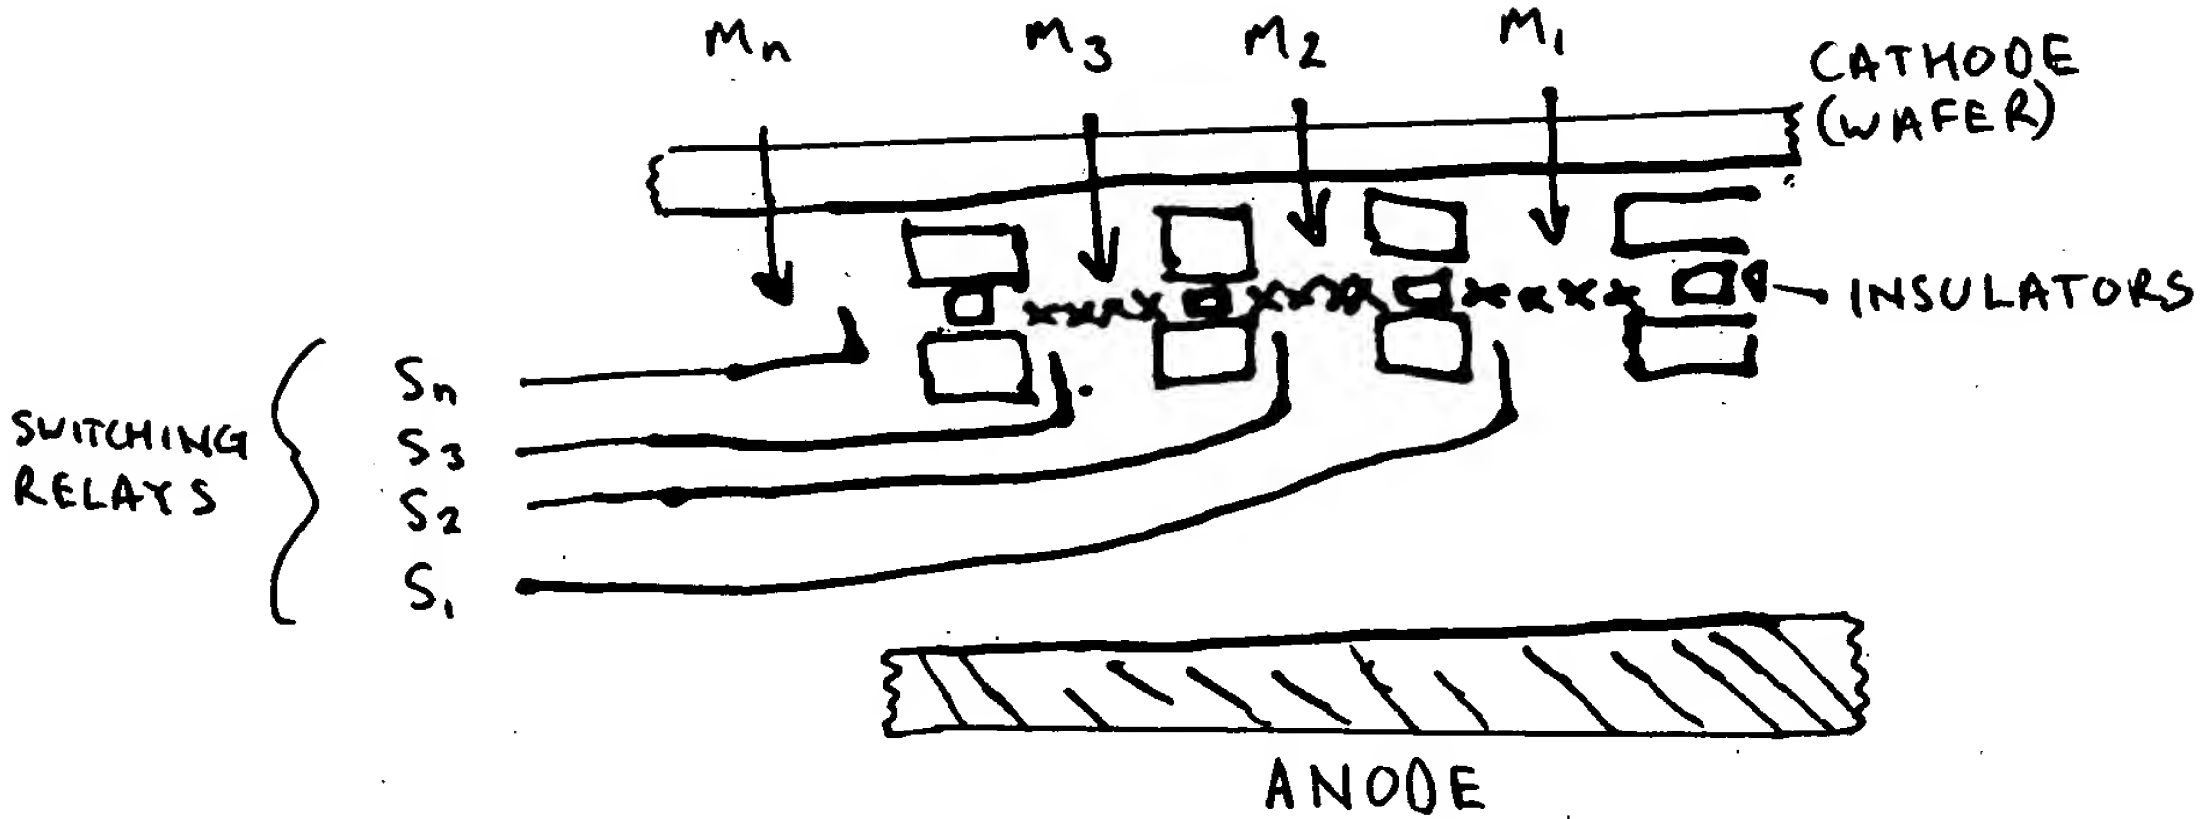 Mn M3 M2 M1
CATHODE
(WAFER)
INSULATORS
SWITCHING
RELAYS
Sn
S3
S2
S1
ANODE